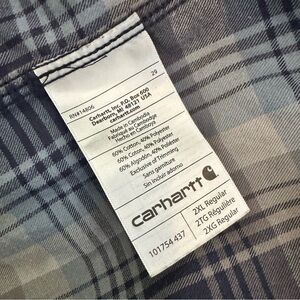 RN#14806
29
Carhartt, Inc. P.O. Box 600
Dearborn, MI 48121 USA
carhartt.com
Made in Cambodia
Fabriqué en Cambodge
Hecho en Camboya
60% Cotton, 40% Polyester
60% Coton, 40% Polyester
60% Algodón, 40% Poliéster
Exclusive of Trimming
Sans garniture
Sin incluir adorno
carhartt
101754 437
2XL Regular
2TG Régulière
2XG Regular